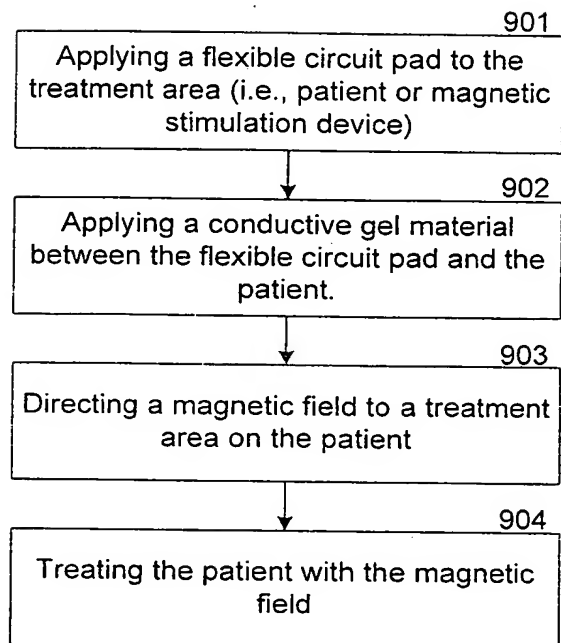 901
Applying a flexible circuit pad to the
treatment area (i.e., patient or magnetic
stimulation device)
902
Applying a conductive gel material
between the flexible circuit pad and the
patient.
903
Directing a magnetic field to a treatment
area on the patient
904
Treating the patient with the magnetic
field